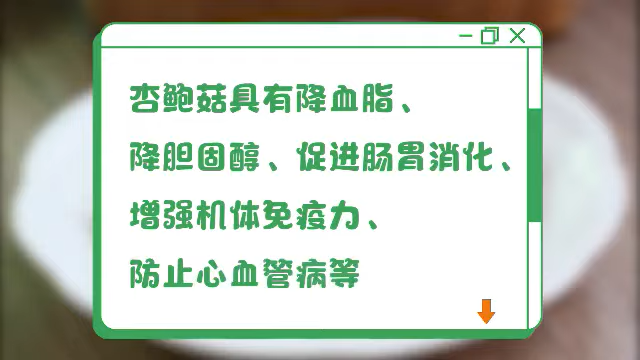 杏鲍菇具有降血脂、
降胆固醇、促进肠胃消化、
增强机体免疫力、
防止心血管病等